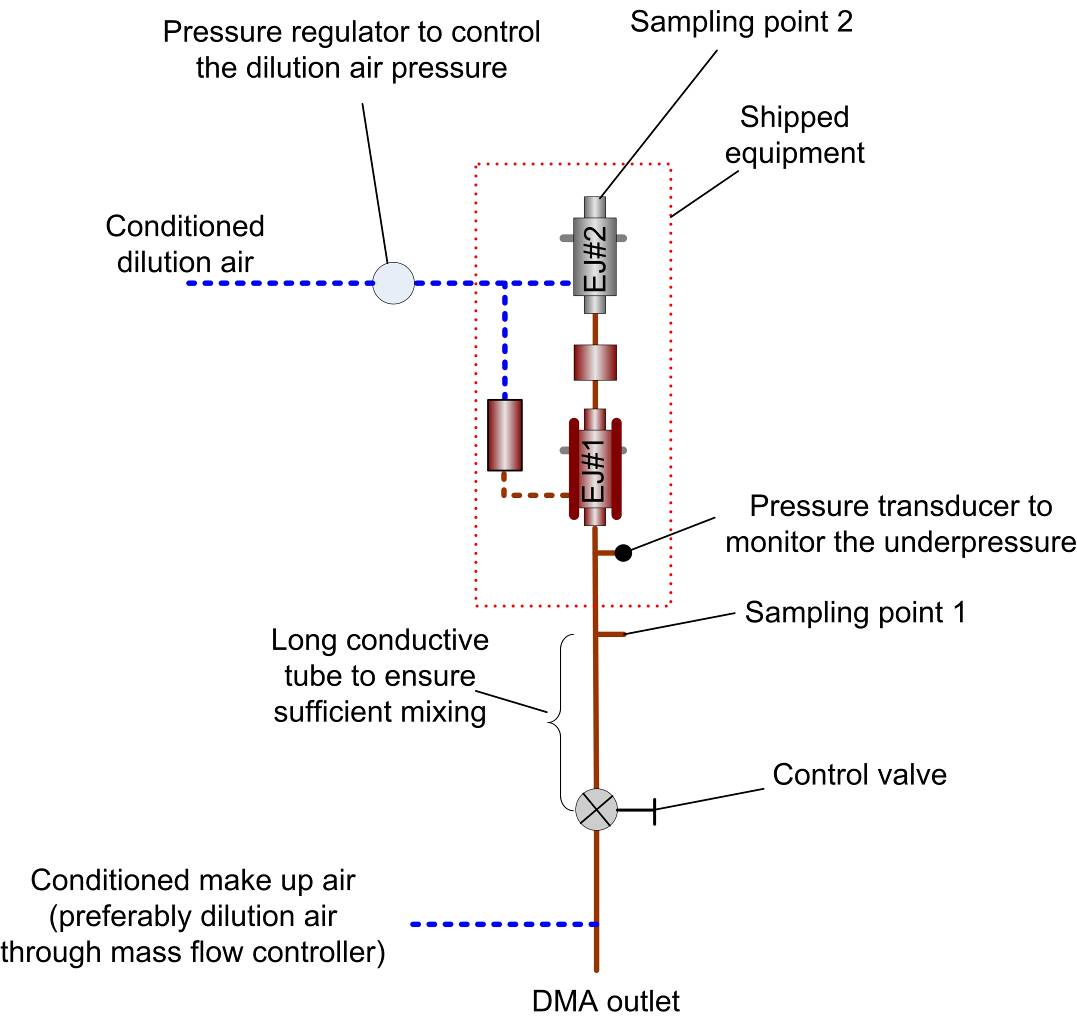 Pressure regulator to control
the dilution air pressure
Sampling point 2
Shipped
equipment
Conditioned
dilution air
EJ#2
EJ#1
Pressure transducer to
monitor the underpressure
Sampling point 1
Long conductive
tube to ensure
sufficient mixing
Control valve
Conditioned make up air
(preferably dilution air
through mass flow controller)
DMA outlet